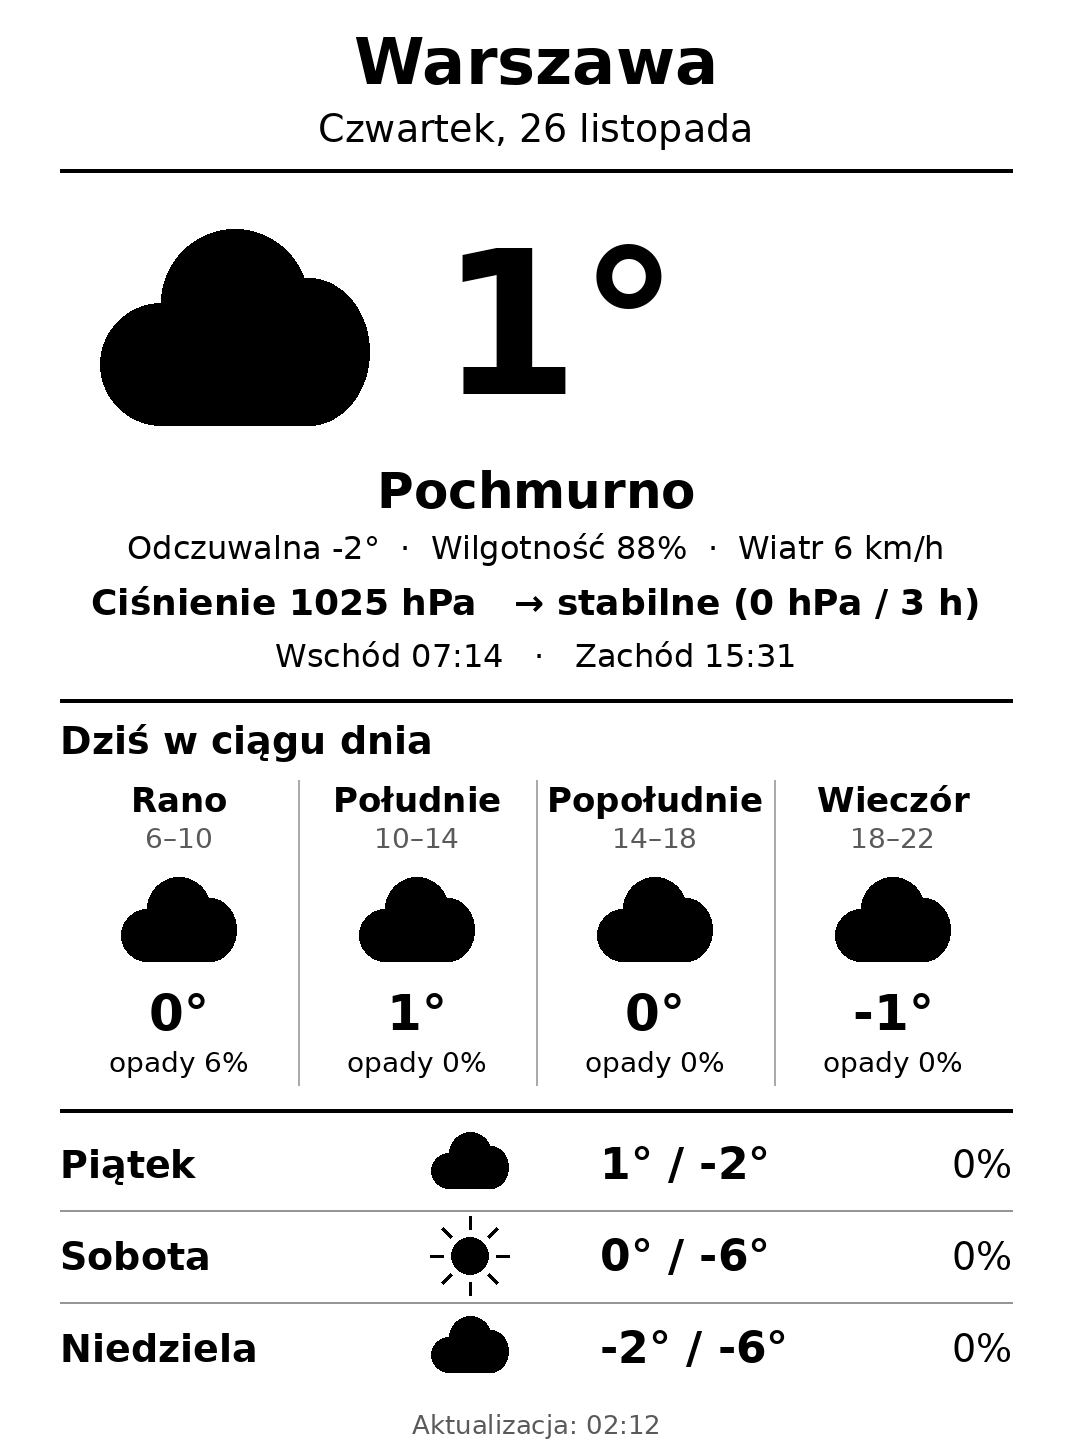 Warszawa
Czwartek, 26 listopada
1°
Pochmurno
Odczuwalna -2° · Wilgotność 88% · Wiatr 6 km/h
Ciśnienie 1025 hPa → stabilne (0 hPa / 3 h)
Wschód 07:14 · Zachód 15:31
Dziś w ciągu dnia
Rano Południe Popołudnie Wieczór
6–10 10–14 14–18 18–22
0° 1° 0° -1°
opady 6% opady 0% opady 0% opady 0%
Piątek 1° / -2° 0%
Sobota 0° / -6° 0%
Niedziela -2° / -6° 0%
Aktualizacja: 02:12